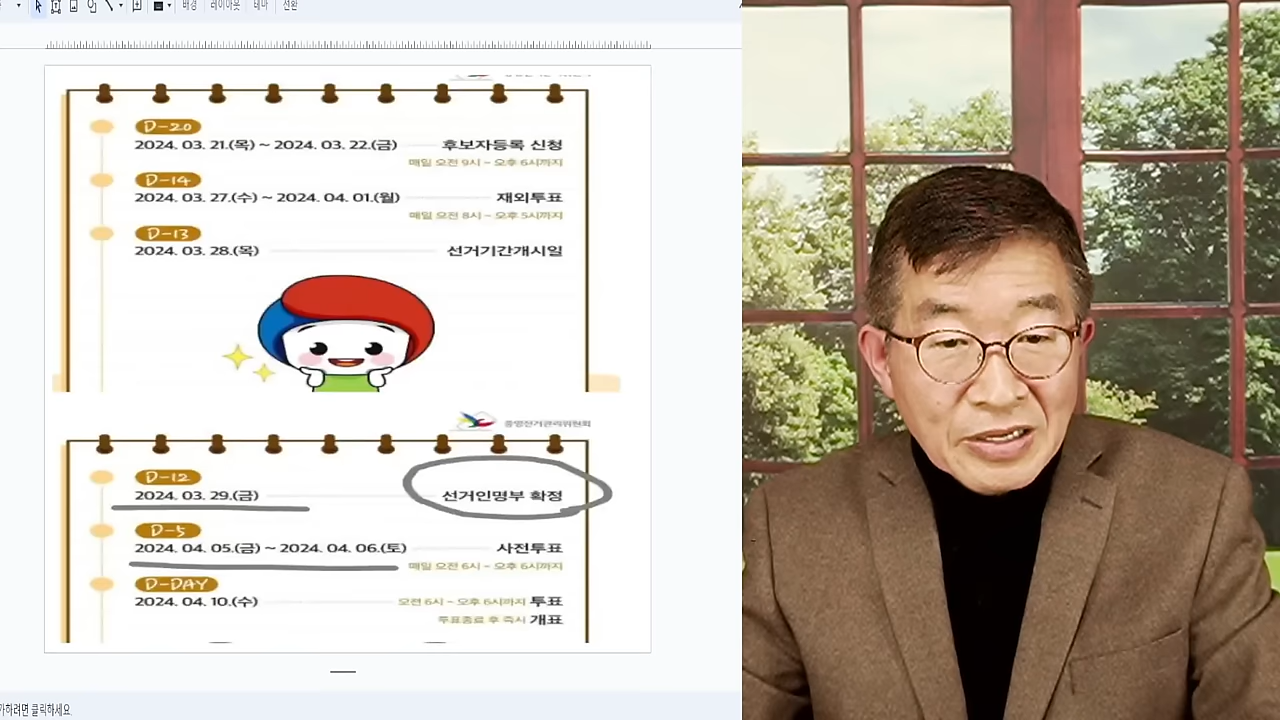 배경 레이아웃 테마 전환
D-20
2024. 03. 21.(목) ~ 2024. 03. 22.(금) 후보자등록 신청
매일 오전 9시 ~ 오후 6시까지
D-14
2024. 03. 27.(수) ~ 2024. 04. 01.(월) 재외투표
매일 오전 8시 ~ 오후 5시까지
D-13
2024. 03. 28.(목) 선거기간개시일
중앙선거관리위원회
D-12
2024. 03. 29.(금) 선거인명부 확정
D-5
2024. 04. 05.(금) ~ 2024. 04. 06.(토) 사전투표
매일 오전 6시 ~ 오후 6시까지
D-DAY
2024. 04. 10.(수) 오전 6시 ~ 오후 6시까지 투표
투표종료 후 즉시 개표
가하려면 클릭하세요.